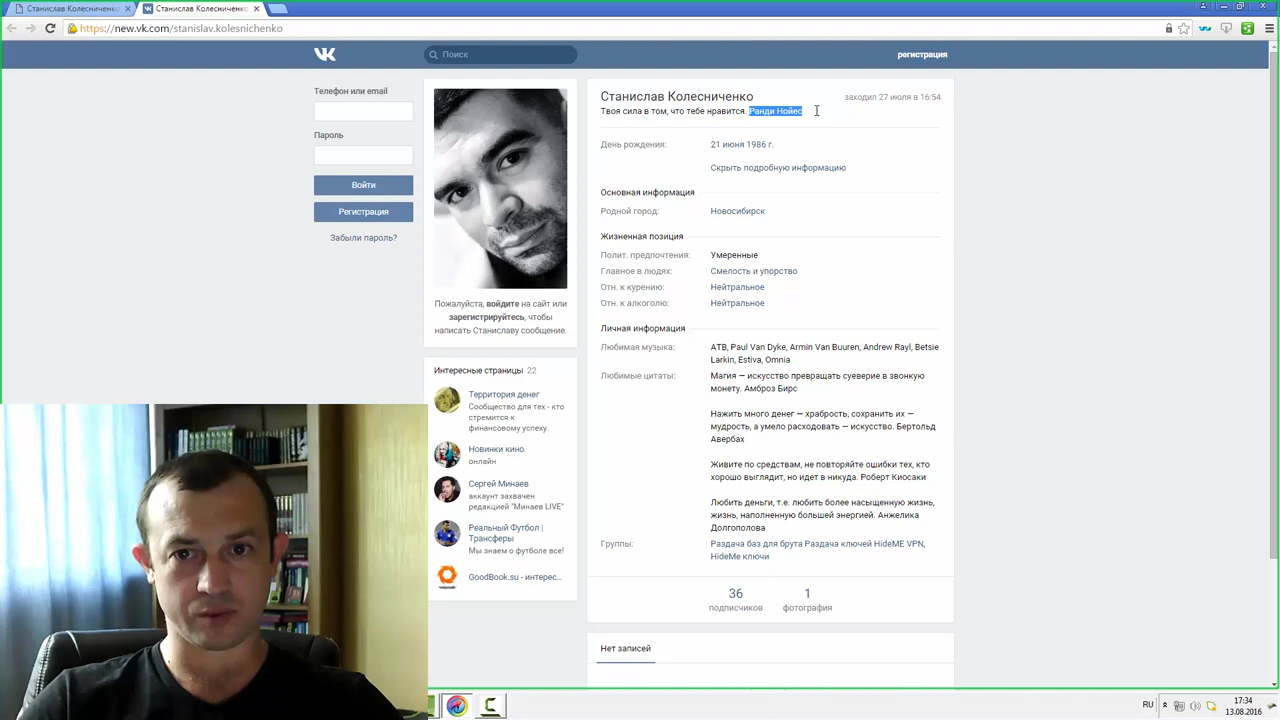 Станислав Колесниченко
Станислав Колесниченко
https://new.vk.com/stanislav.kolesnichenko
Поиск
регистрация
Телефон или email
Пароль
Войти
Регистрация
Забыли пароль?
Пожалуйста, войдите на сайт или
зарегистрируйтесь, чтобы
написать Станиславу сообщение.
Интересные страницы 22
Территория денег
Сообщество для тех - кто
стремится к
финансовому успеху.
Новинки кино
онлайн
Сергей Минаев
аккаунт захвачен
редакцией "Минаев LIVE"
Реальный Футбол |
Трансферы
Мы знаем о футболе все!
GoodBook.su - интерес...
Станислав Колесниченко
заходил 27 июля в 16:54
Твоя сила в том, что тебе нравится. Ранди Нойес
День рождения: 21 июня 1986 г.
Скрыть подробную информацию
Основная информация
Родной город: Новосибирск
Жизненная позиция
Полит. предпочтения: Умеренные
Главное в людях: Смелость и упорство
Отн. к курению: Нейтральное
Отн. к алкоголю: Нейтральное
Личная информация
Любимая музыка: ATB, Paul Van Dyke, Armin Van Buuren, Andrew Rayl, Betsie
Larkin, Estiva, Omnia
Любимые цитаты: Магия — искусство превращать суеверие в звонкую
монету. Амброз Бирс
Нажить много денег — храбрость, сохранить их —
мудрость, а умело расходовать — искусство. Бертольд
Авербах
Живите по средствам, не повторяйте ошибки тех, кто
хорошо выглядит, но идет в никуда. Роберт Киосаки
Любить деньги, т.е. любить более насыщенную жизнь,
жизнь, наполненную большей энергией. Анжелика
Долгополова
Группы: Раздача баз для брута Раздача ключей HideME VPN,
HideMe ключи
36
подписчиков
1
фотография
Нет записей
RU
17:34
13.08.2016